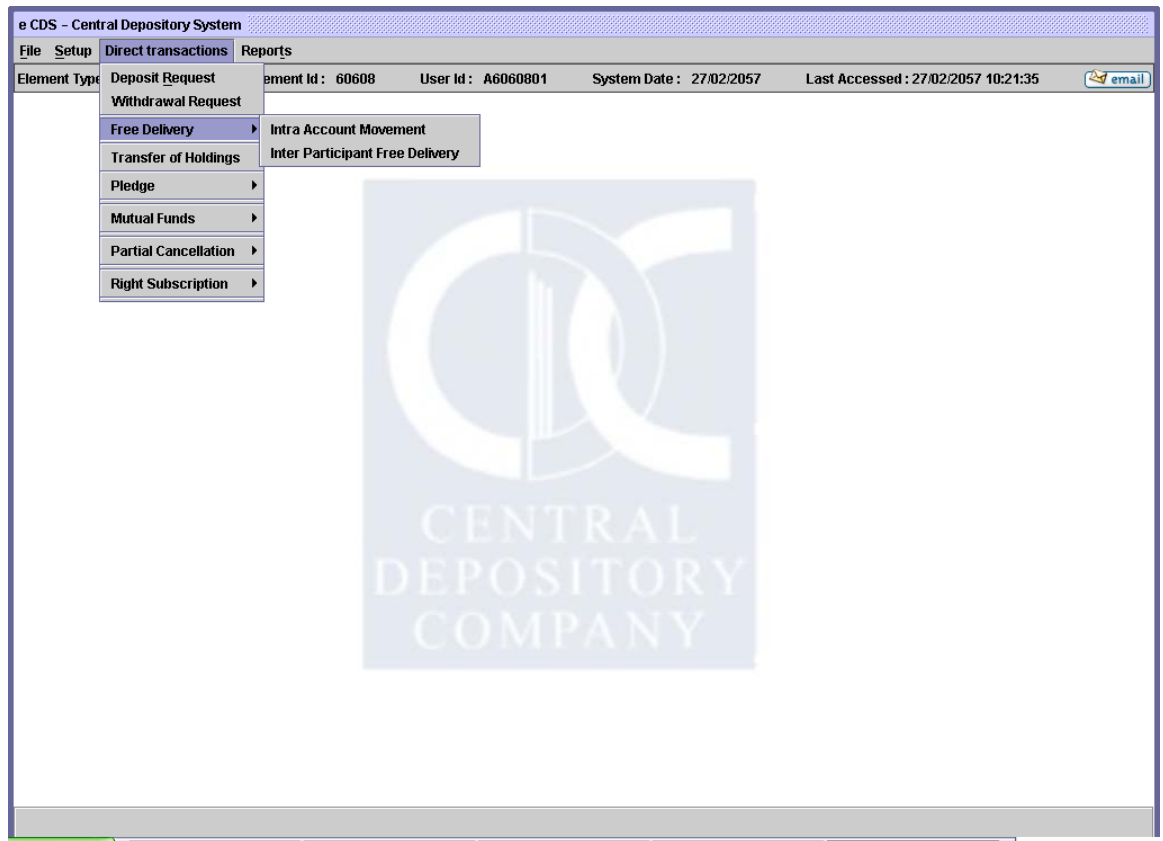 e CDS – Central Depository System
File Setup Direct transactions Reports
Element Type ement Id : 60608 User Id : A6060801 System Date : 27/02/2057 Last Accessed : 27/02/2057 10:21:35 email
Deposit Request
Withdrawal Request
Free Delivery
Intra Account Movement
Inter Participant Free Delivery
Transfer of Holdings
Pledge
Mutual Funds
Partial Cancellation
Right Subscription
CENTRAL
DEPOSITORY
COMPANY